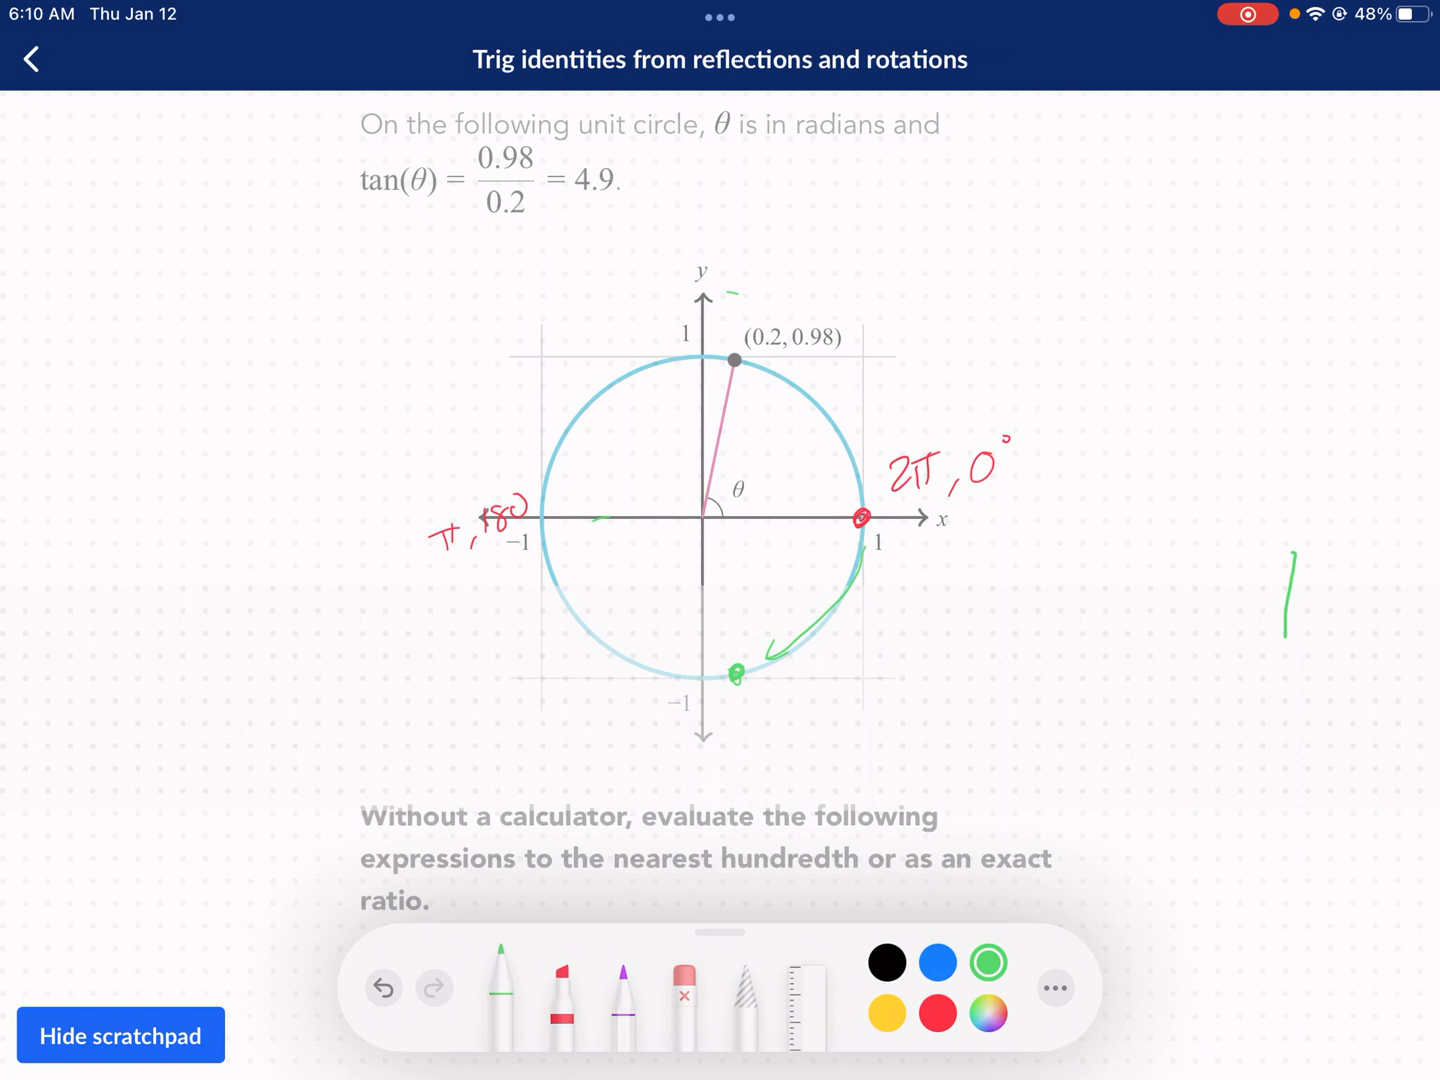 6:10 AM Thu Jan 12
48%
Trig identities from reflections and rotations
On the following unit circle, θ is in radians and
tan(θ) = 0.98/0.2 = 4.9.
y
1
(0.2, 0.98)
2π, 0°
θ
π, 180
x
−1
1
−1
Without a calculator, evaluate the following
expressions to the nearest hundredth or as an exact
ratio.
Hide scratchpad